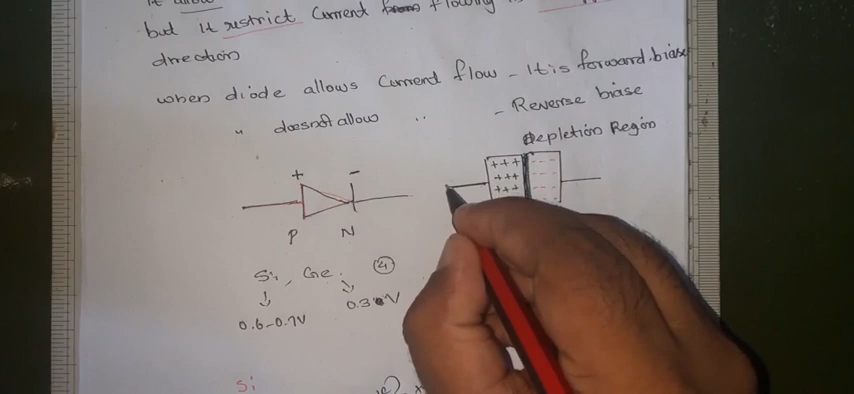 but It restrict Current flowing
direction
when diode allows Current flow - It is forward.biase
" doesnot allow " - Reverse biase
Depletion Region
+ -
+++ ---
+++ ---
+++ ---
P N
Si, Ge. 4
0.6-0.7V 0.3V
Si